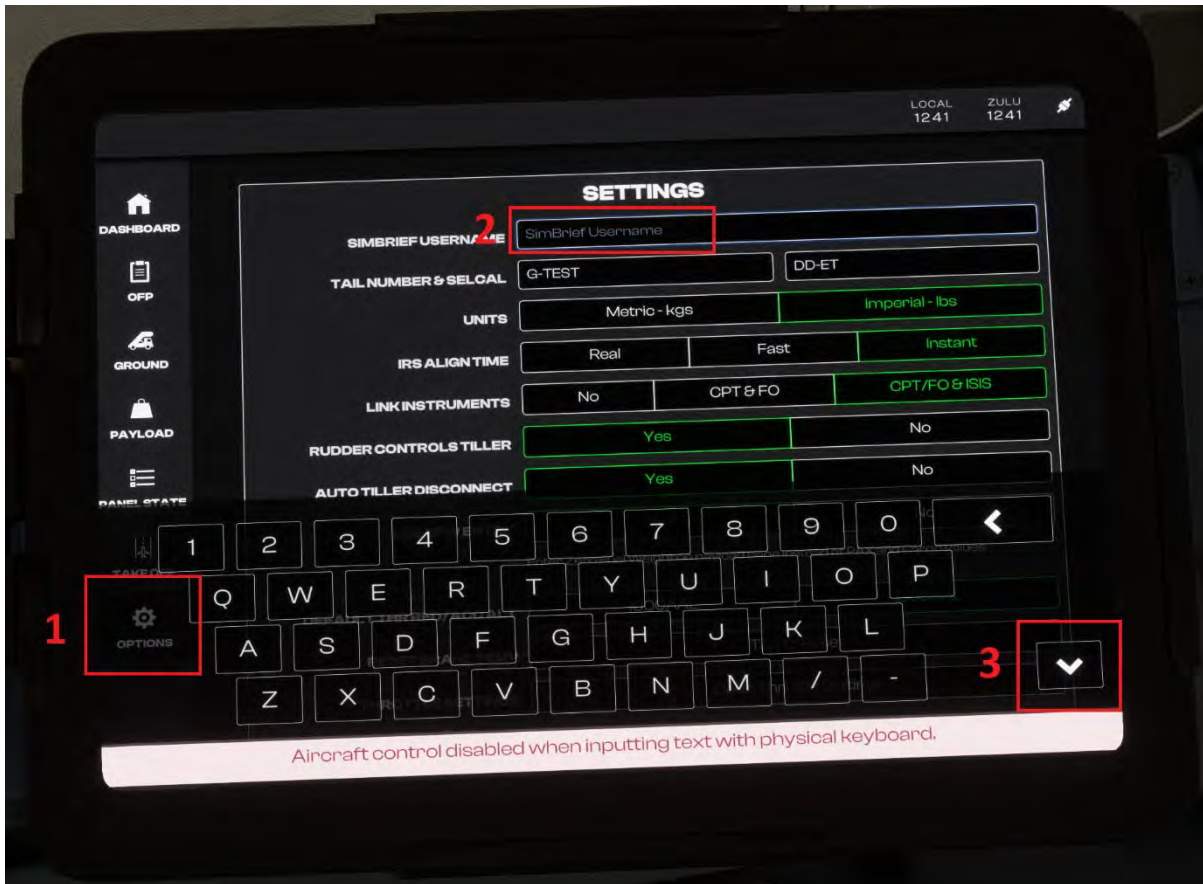 LOCAL ZULU
1241 1241
SETTINGS
DASHBOARD
OFP
GROUND
PAYLOAD
PANEL STATE
TAKEOFF
OPTIONS
1
2
SIMBRIEF USERNAME SimBrief Username
TAIL NUMBER & SELCAL G-TEST DD-ET
UNITS Metric - kgs Imperial - lbs
IRS ALIGN TIME Real Fast Instant
LINK INSTRUMENTS No CPT & FO CPT/FO & ISIS
RUDDER CONTROLS TILLER Yes No
AUTO TILLER DISCONNECT Yes No
No
1 2 3 4 5 6 7 8 9 0
Q W E R T Y U I O P
A S D F G H J K L
Z X C V B N M / -
3
Aircraft control disabled when inputting text with physical keyboard.